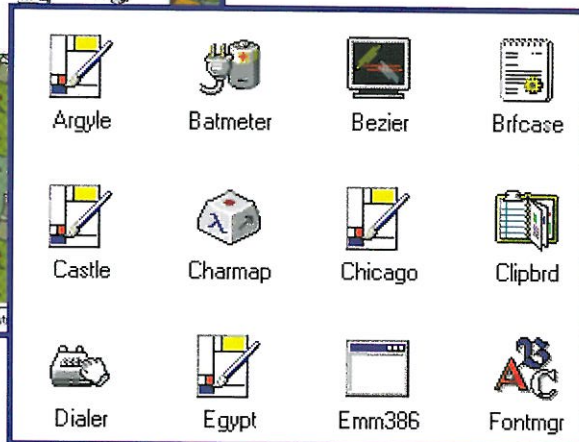 Argyle Batmeter Bezier Brfcase
Castle Charmap Chicago Clipbrd
Dialer Egypt Emm386 Fontmgr